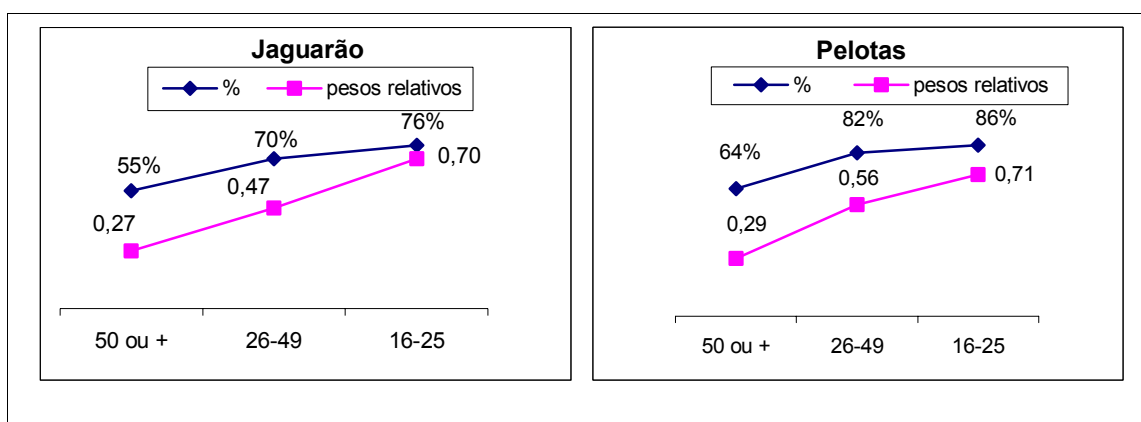 Jaguarão
% pesos relativos
55% 70% 76%
0,27 0,47 0,70
50 ou + 26-49 16-25
Pelotas
% pesos relativos
64% 82% 86%
0,29 0,56 0,71
50 ou + 26-49 16-25